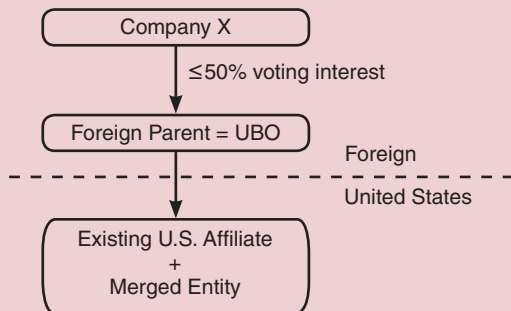 Company X
≤50% voting interest
Foreign Parent = UBO
Foreign
United States
Existing U.S. Affiliate
+
Merged Entity